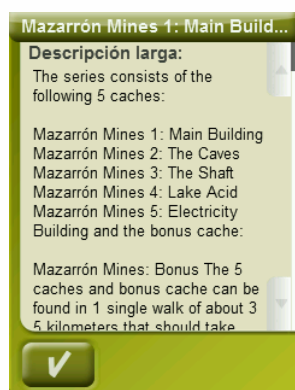 Mazarrón Mines 1: Main Build...
Descripción larga:
The series consists of the
following 5 caches:
Mazarrón Mines 1: Main Building
Mazarrón Mines 2: The Caves
Mazarrón Mines 3: The Shaft
Mazarrón Mines 4: Lake Acid
Mazarrón Mines 5: Electricity
Building and the bonus cache:
Mazarrón Mines: Bonus The 5
caches and bonus cache can be
found in 1 single walk of about 3
5 kilometers that should take